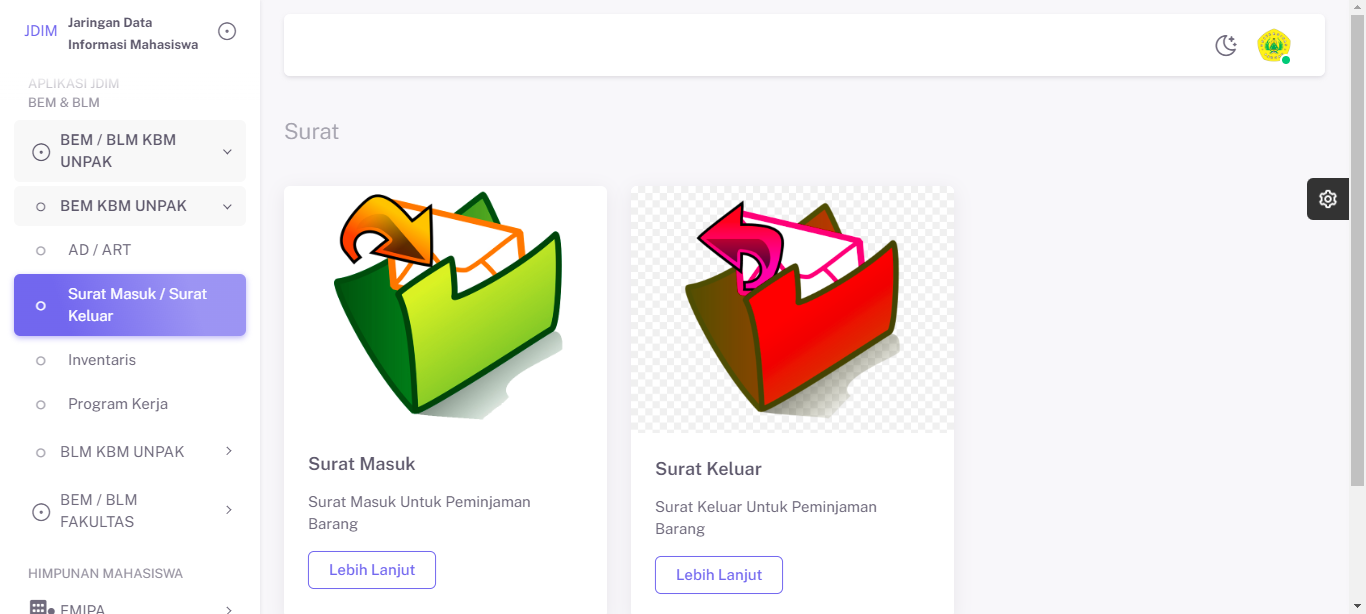 JDIM
Jaringan Data
Informasi Mahasiswa
APLIKASI JDIM
BEM & BLM
BEM / BLM KBM
UNPAK
BEM KBM UNPAK
AD / ART
Surat Masuk / Surat
Keluar
Inventaris
Program Kerja
BLM KBM UNPAK
BEM / BLM
FAKULTAS
HIMPUNAN MAHASISWA
FMIPA
Surat
Surat Masuk
Surat Masuk Untuk Peminjaman
Barang
Lebih Lanjut
Surat Keluar
Surat Keluar Untuk Peminjaman
Barang
Lebih Lanjut